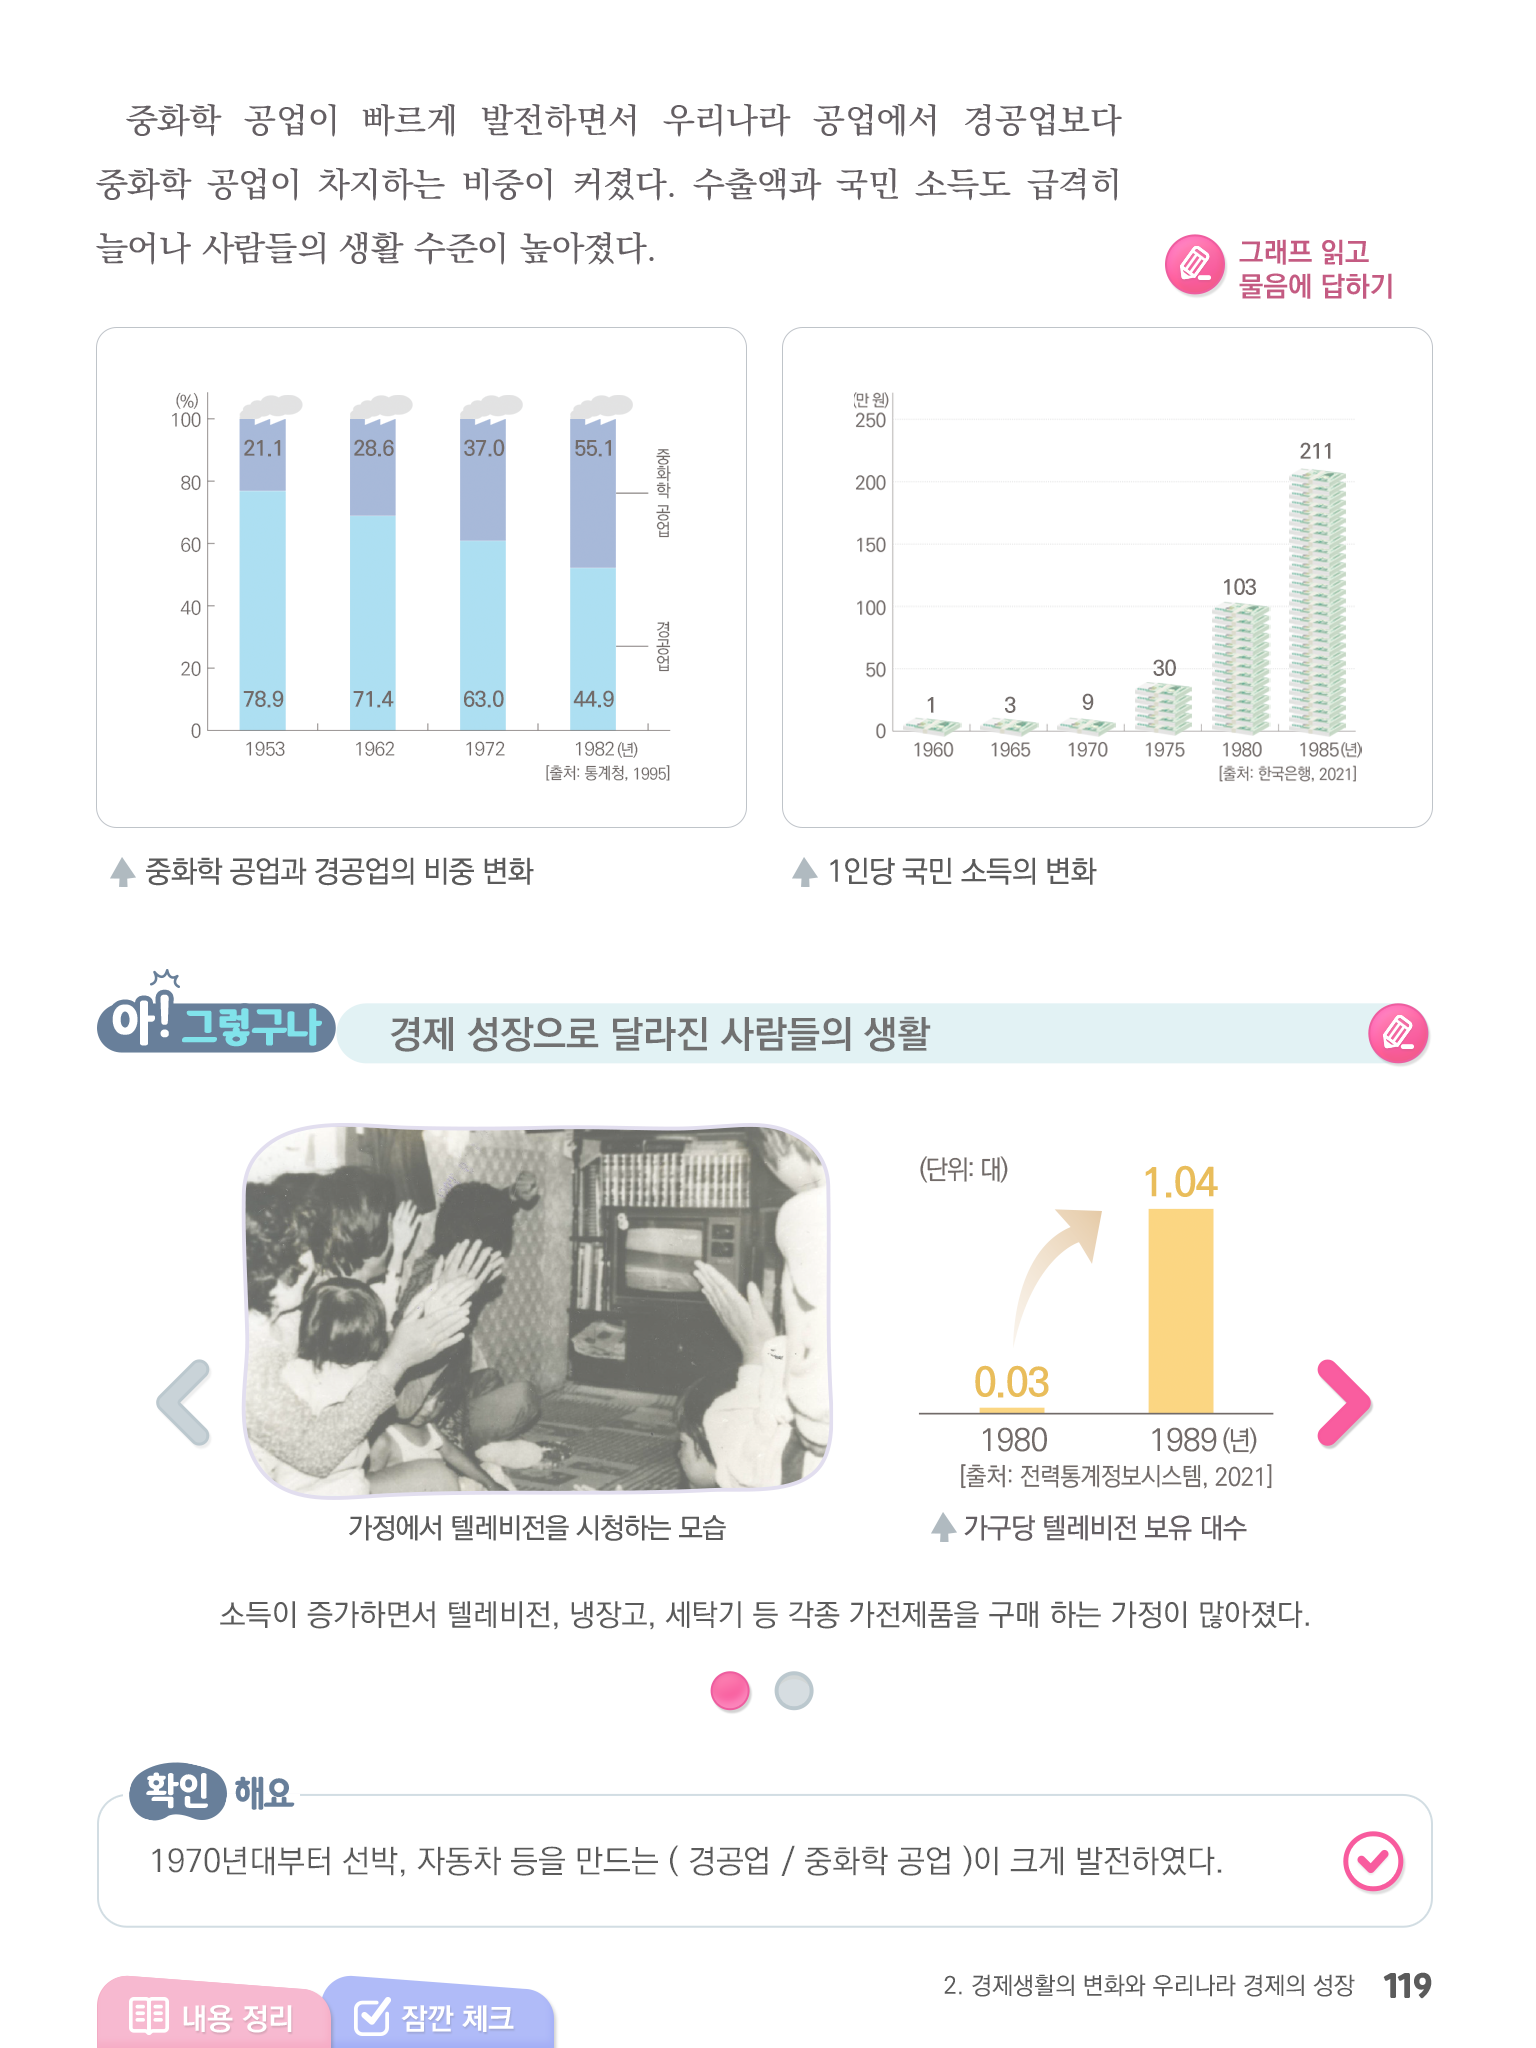 중화학 공업이 빠르게 발전하면서 우리나라 공업에서 경공업보다
중화학 공업이 차지하는 비중이 커졌다. 수출액과 국민 소득도 급격히
늘어나 사람들의 생활 수준이 높아졌다.
그래프 읽고
물음에 답하기
(%)
100
80
60
40
20
0
21.1 28.6 37.0 55.1
중화학 공업
경공업
78.9 71.4 63.0 44.9
1953 1962 1972 1982(년)
[출처: 통계청, 1995]
중화학 공업과 경공업의 비중 변화
(만 원)
250
200
150
100
50
0
1 3 9 30 103 211
1960 1965 1970 1975 1980 1985(년)
[출처: 한국은행, 2021]
1인당 국민 소득의 변화
아! 그렇구나
경제 성장으로 달라진 사람들의 생활
가정에서 텔레비전을 시청하는 모습
(단위: 대)
1.04
0.03
1980 1989 (년)
[출처: 전력통계정보시스템, 2021]
가구당 텔레비전 보유 대수
소득이 증가하면서 텔레비전, 냉장고, 세탁기 등 각종 가전제품을 구매 하는 가정이 많아졌다.
확인 해요
1970년대부터 선박, 자동차 등을 만드는 ( 경공업 / 중화학 공업 )이 크게 발전하였다.
2. 경제생활의 변화와 우리나라 경제의 성장 119
내용 정리 잠깐 체크